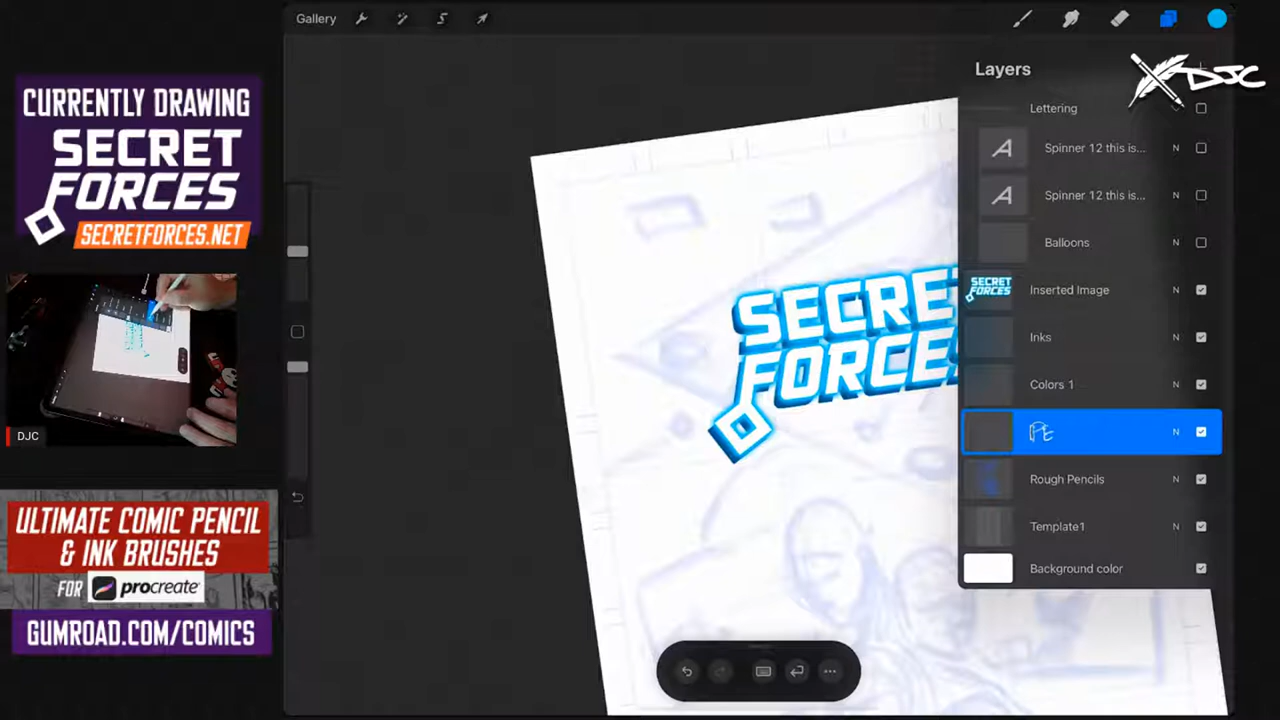 CURRENTLY DRAWING
SECRET
FORCES
SECRETFORCES.NET
DJC
ULTIMATE COMIC PENCIL
& INK BRUSHES
FOR procreate
GUMROAD.COM/COMICS
Gallery
SECRE
FORCES
Layers
DJC
Lettering
A Spinner 12 this is... N
A Spinner 12 this is... N
Balloons N
SECRET
FORCES
Inserted Image
Inks N
Colors 1 N
PE N
Rough Pencils N
Template1 N
Background color